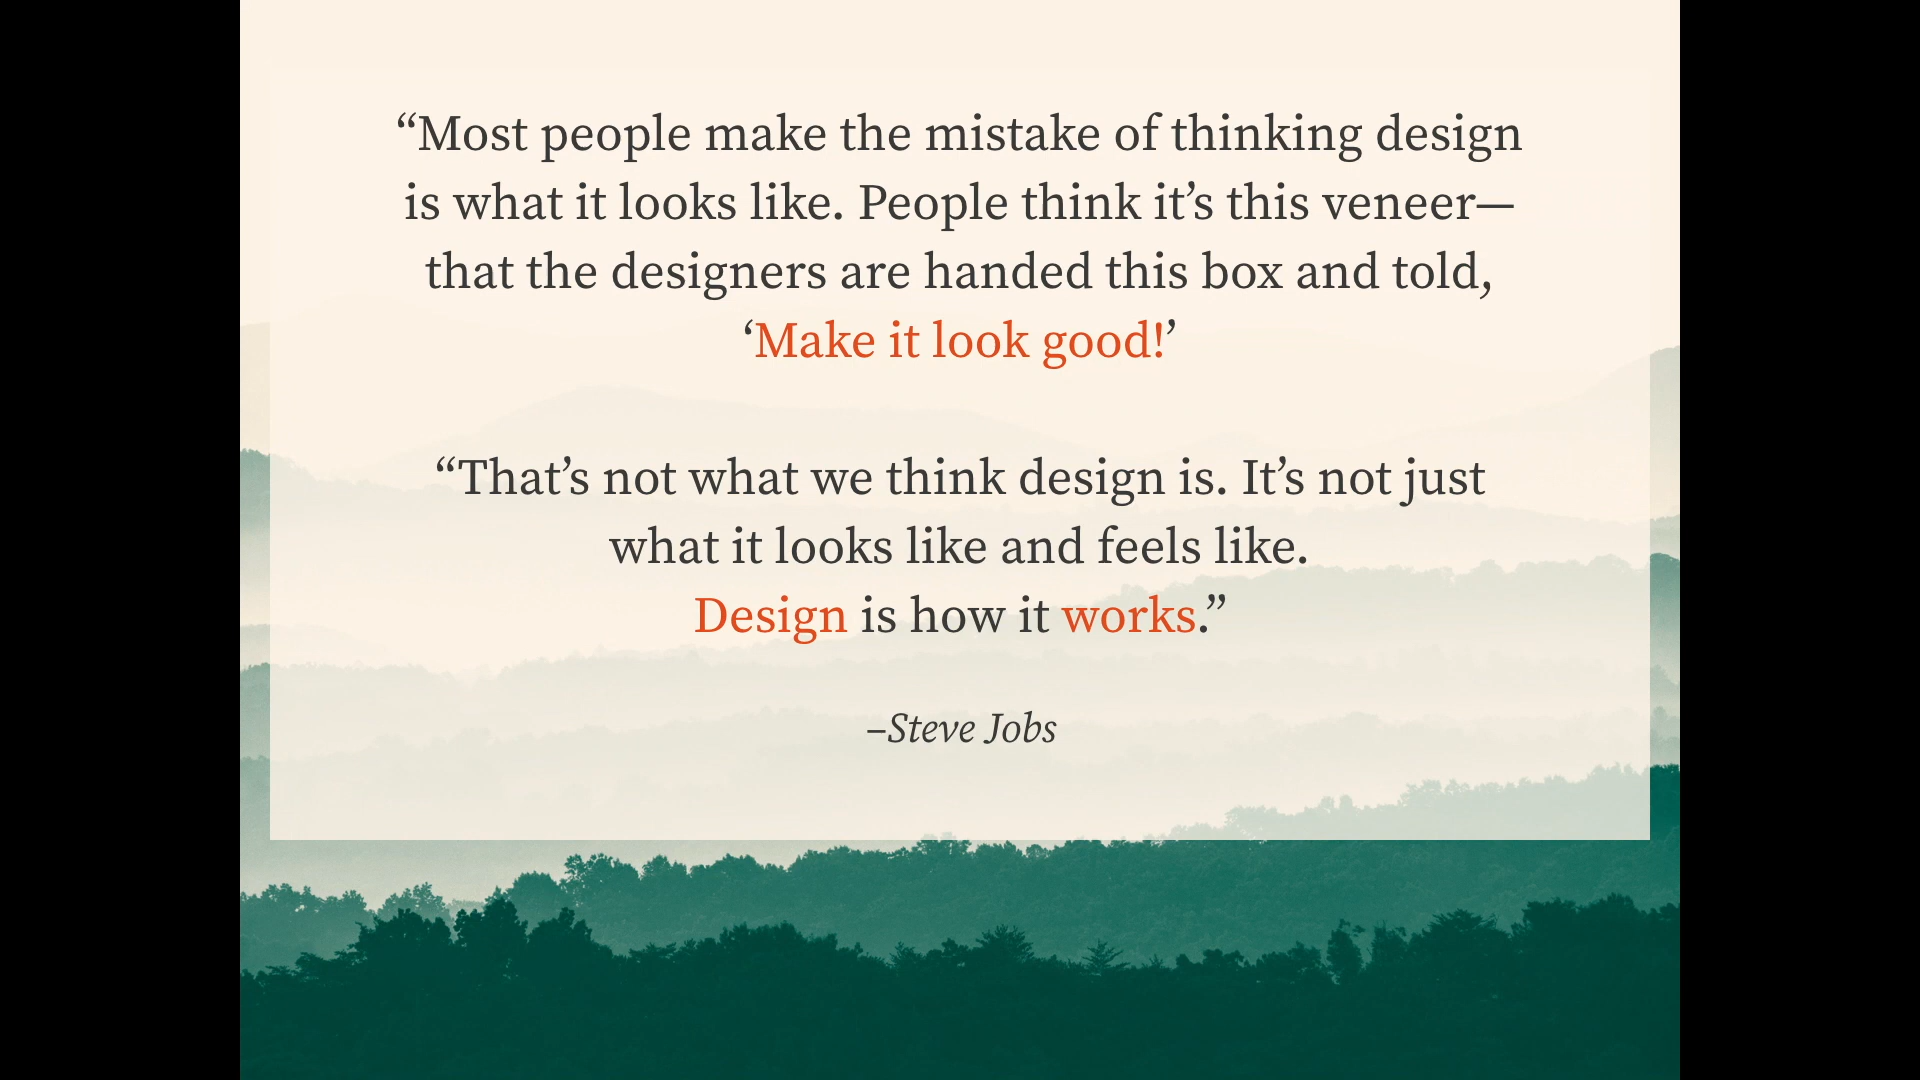 “Most people make the mistake of thinking design
is what it looks like. People think it’s this veneer—
that the designers are handed this box and told,
‘Make it look good!’
“That’s not what we think design is. It’s not just
what it looks like and feels like.
Design is how it works.”
–Steve Jobs